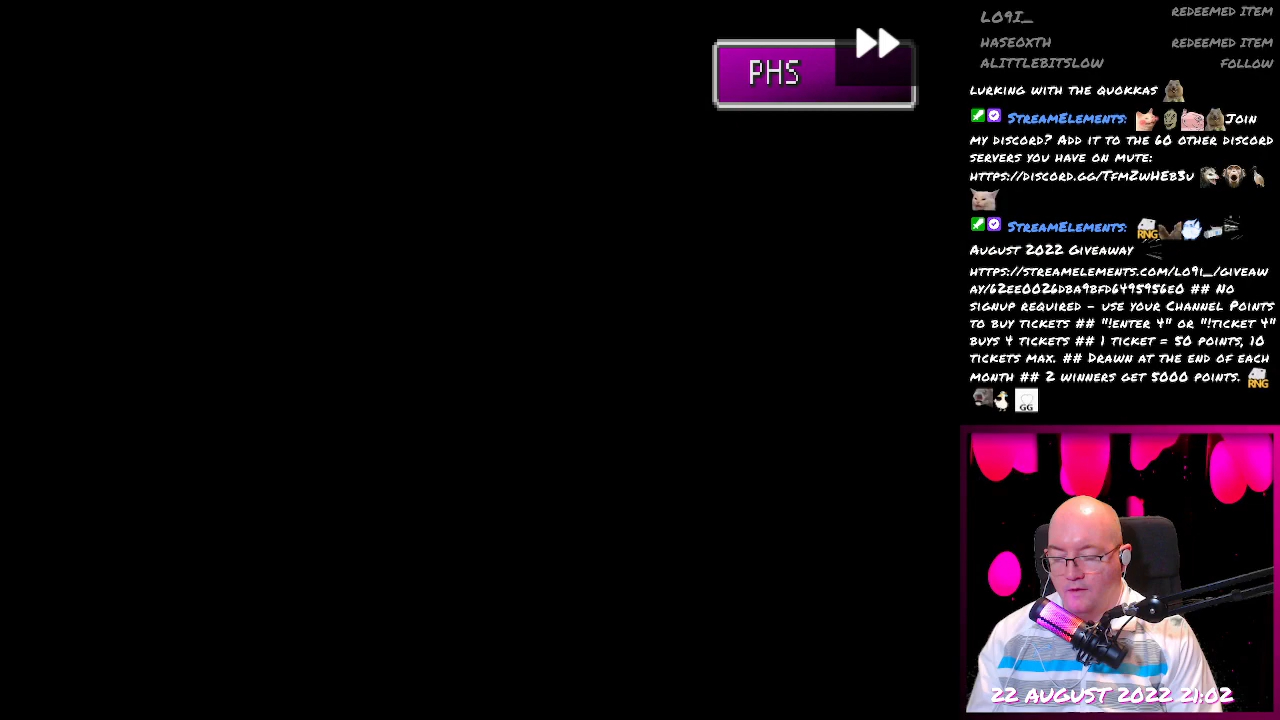 PHS
LO9I_ REDEEMED ITEM
HASEOXTH REDEEMED ITEM
ALITTLEBITSLOW FOLLOW
LURKING WITH THE QUOKKAS
STREAMELEMENTS: JOIN
MY DISCORD? ADD IT TO THE 60 OTHER DISCORD
SERVERS YOU HAVE ON MUTE:
HTTPS://DISCORD.GG/TFMZWHEB3U
STREAMELEMENTS: RNG
AUGUST 2022 GIVEAWAY
HTTPS://STREAMELEMENTS.COM/LO9I_/GIVEAW
AY/62EE0026DBA9BFD6495956E0 ## NO
SIGNUP REQUIRED - USE YOUR CHANNEL POINTS
TO BUY TICKETS ## "!ENTER 4" OR "!TICKET 4"
BUYS 4 TICKETS ## 1 TICKET = 50 POINTS, 10
TICKETS MAX. ## DRAWN AT THE END OF EACH
MONTH ## 2 WINNERS GET 5000 POINTS. RNG
GG
22 AUGUST 2022 21:02